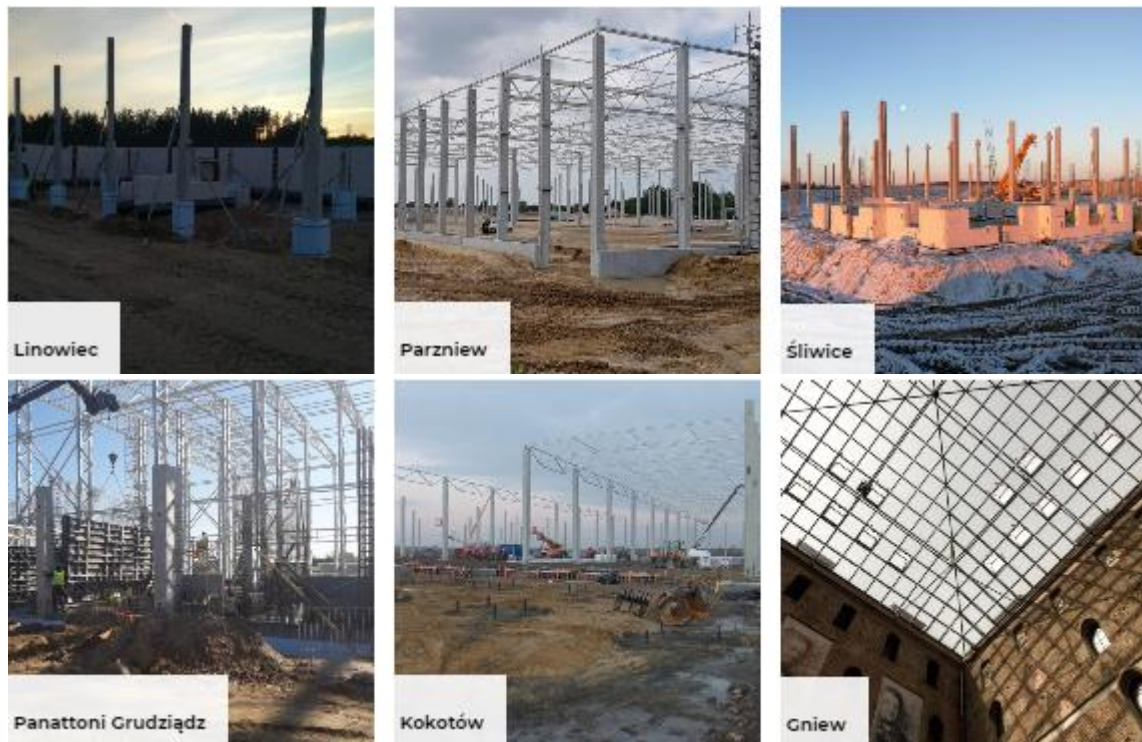 Linowiec
Parzniew
Śliwice
Panattoni Grudziądz
Kokotów
Gniew